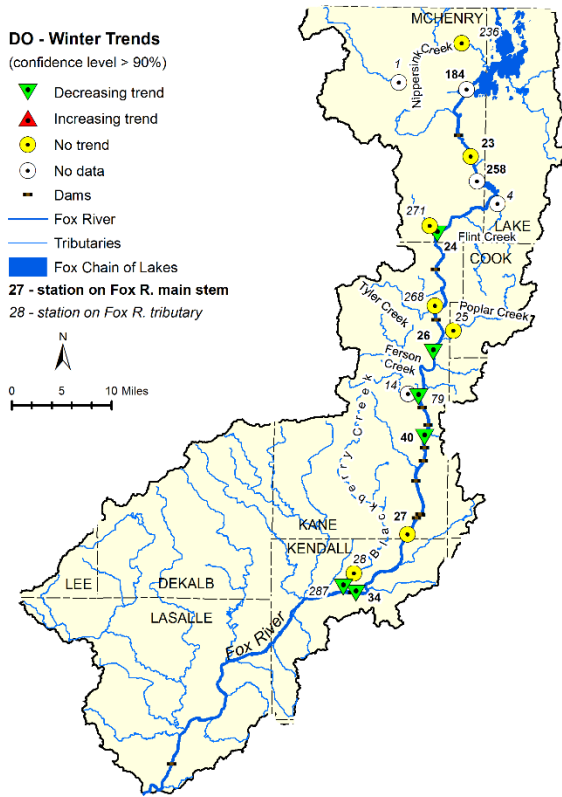 DO - Winter Trends
(confidence level > 90%)
Decreasing trend
Increasing trend
No trend
No data
Dams
Fox River
Tributaries
Fox Chain of Lakes
27 - station on Fox R. main stem
28 - station on Fox R. tributary
N
0 5 10 Miles
MCHENRY
236
1
Nippersink Creek
184
23
258
4
271
LAKE
24
Flint Creek
COOK
268
Tyler Creek
Poplar Creek
25
26
Ferson Creek
14
79
40
Blackberry Creek
27
KANE
KENDALL
28
287
34
LEE
DEKALB
LASALLE
Fox River